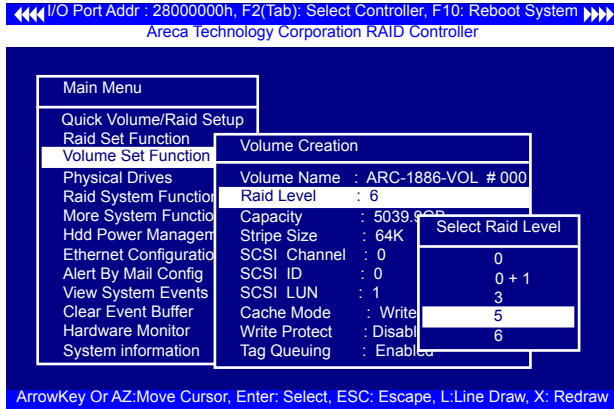 I/O Port Addr : 28000000h, F2(Tab): Select Controller, F10: Reboot System
Areca Technology Corporation RAID Controller
Main Menu
Quick Volume/Raid Setup
Raid Set Function
Volume Set Function
Physical Drives
Raid System Function
More System Functio
Hdd Power Managem
Ethernet Configuratio
Alert By Mail Config
View System Events
Clear Event Buffer
Hardware Monitor
System information
Volume Creation
Volume Name : ARC-1886-VOL # 000
Raid Level : 6
Capacity : 5039.9GB
Stripe Size : 64K
SCSI Channel : 0
SCSI ID : 0
SCSI LUN : 1
Cache Mode : Write
Write Protect : Disabl
Tag Queuing : Enabled
Select Raid Level
0
0 + 1
3
5
6
ArrowKey Or AZ:Move Cursor, Enter: Select, ESC: Escape, L:Line Draw, X: Redraw